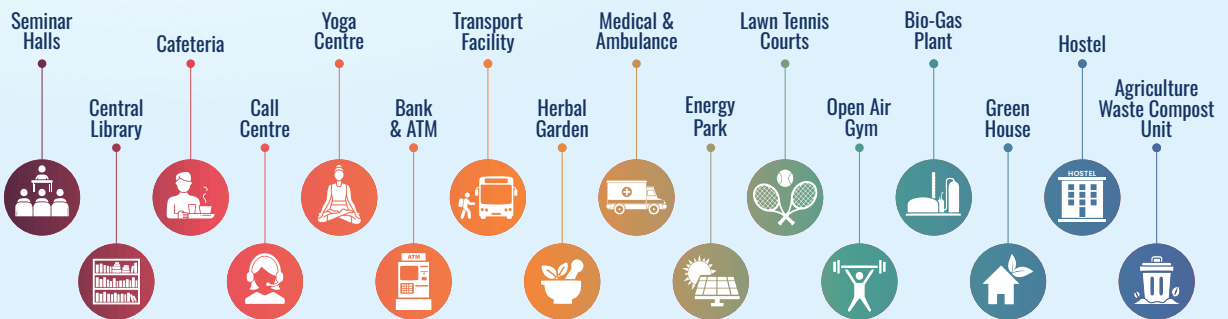 Seminar
Halls
Central
Library
Cafeteria
Call
Centre
Yoga
Centre
Bank
& ATM
Transport
Facility
Herbal
Garden
Medical &
Ambulance
Energy
Park
Lawn Tennis
Courts
Open Air
Gym
Bio-Gas
Plant
Green
House
Hostel
Agriculture
Waste Compost
Unit
HOSTEL
ATM